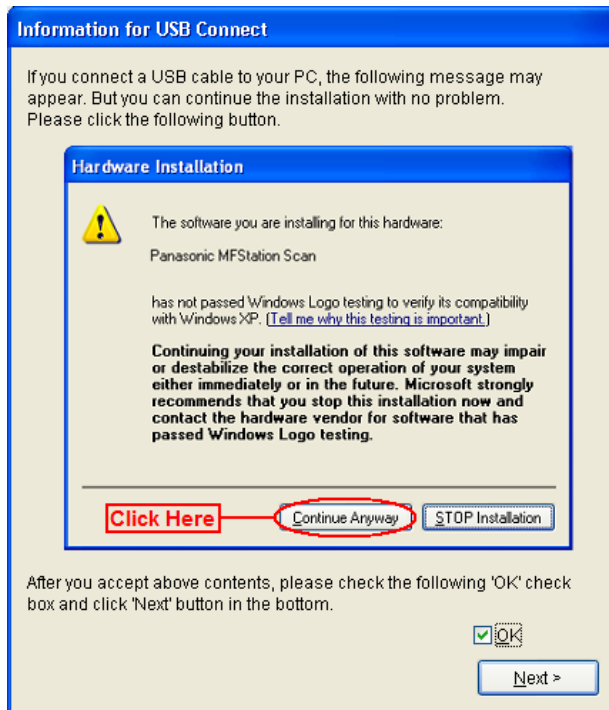 Information for USB Connect
If you connect a USB cable to your PC, the following message may
appear. But you can continue the installation with no problem.
Please click the following button.
Hardware Installation
The software you are installing for this hardware:
Panasonic MFStation Scan
has not passed Windows Logo testing to verify its compatibility
with Windows XP. (Tell me why this testing is important.)
Continuing your installation of this software may impair
or destabilize the correct operation of your system
either immediately or in the future. Microsoft strongly
recommends that you stop this installation now and
contact the hardware vendor for software that has
passed Windows Logo testing.
Click Here Continue Anyway STOP Installation
After you accept above contents, please check the following 'OK' check
box and click 'Next' button in the bottom.
OK
Next >